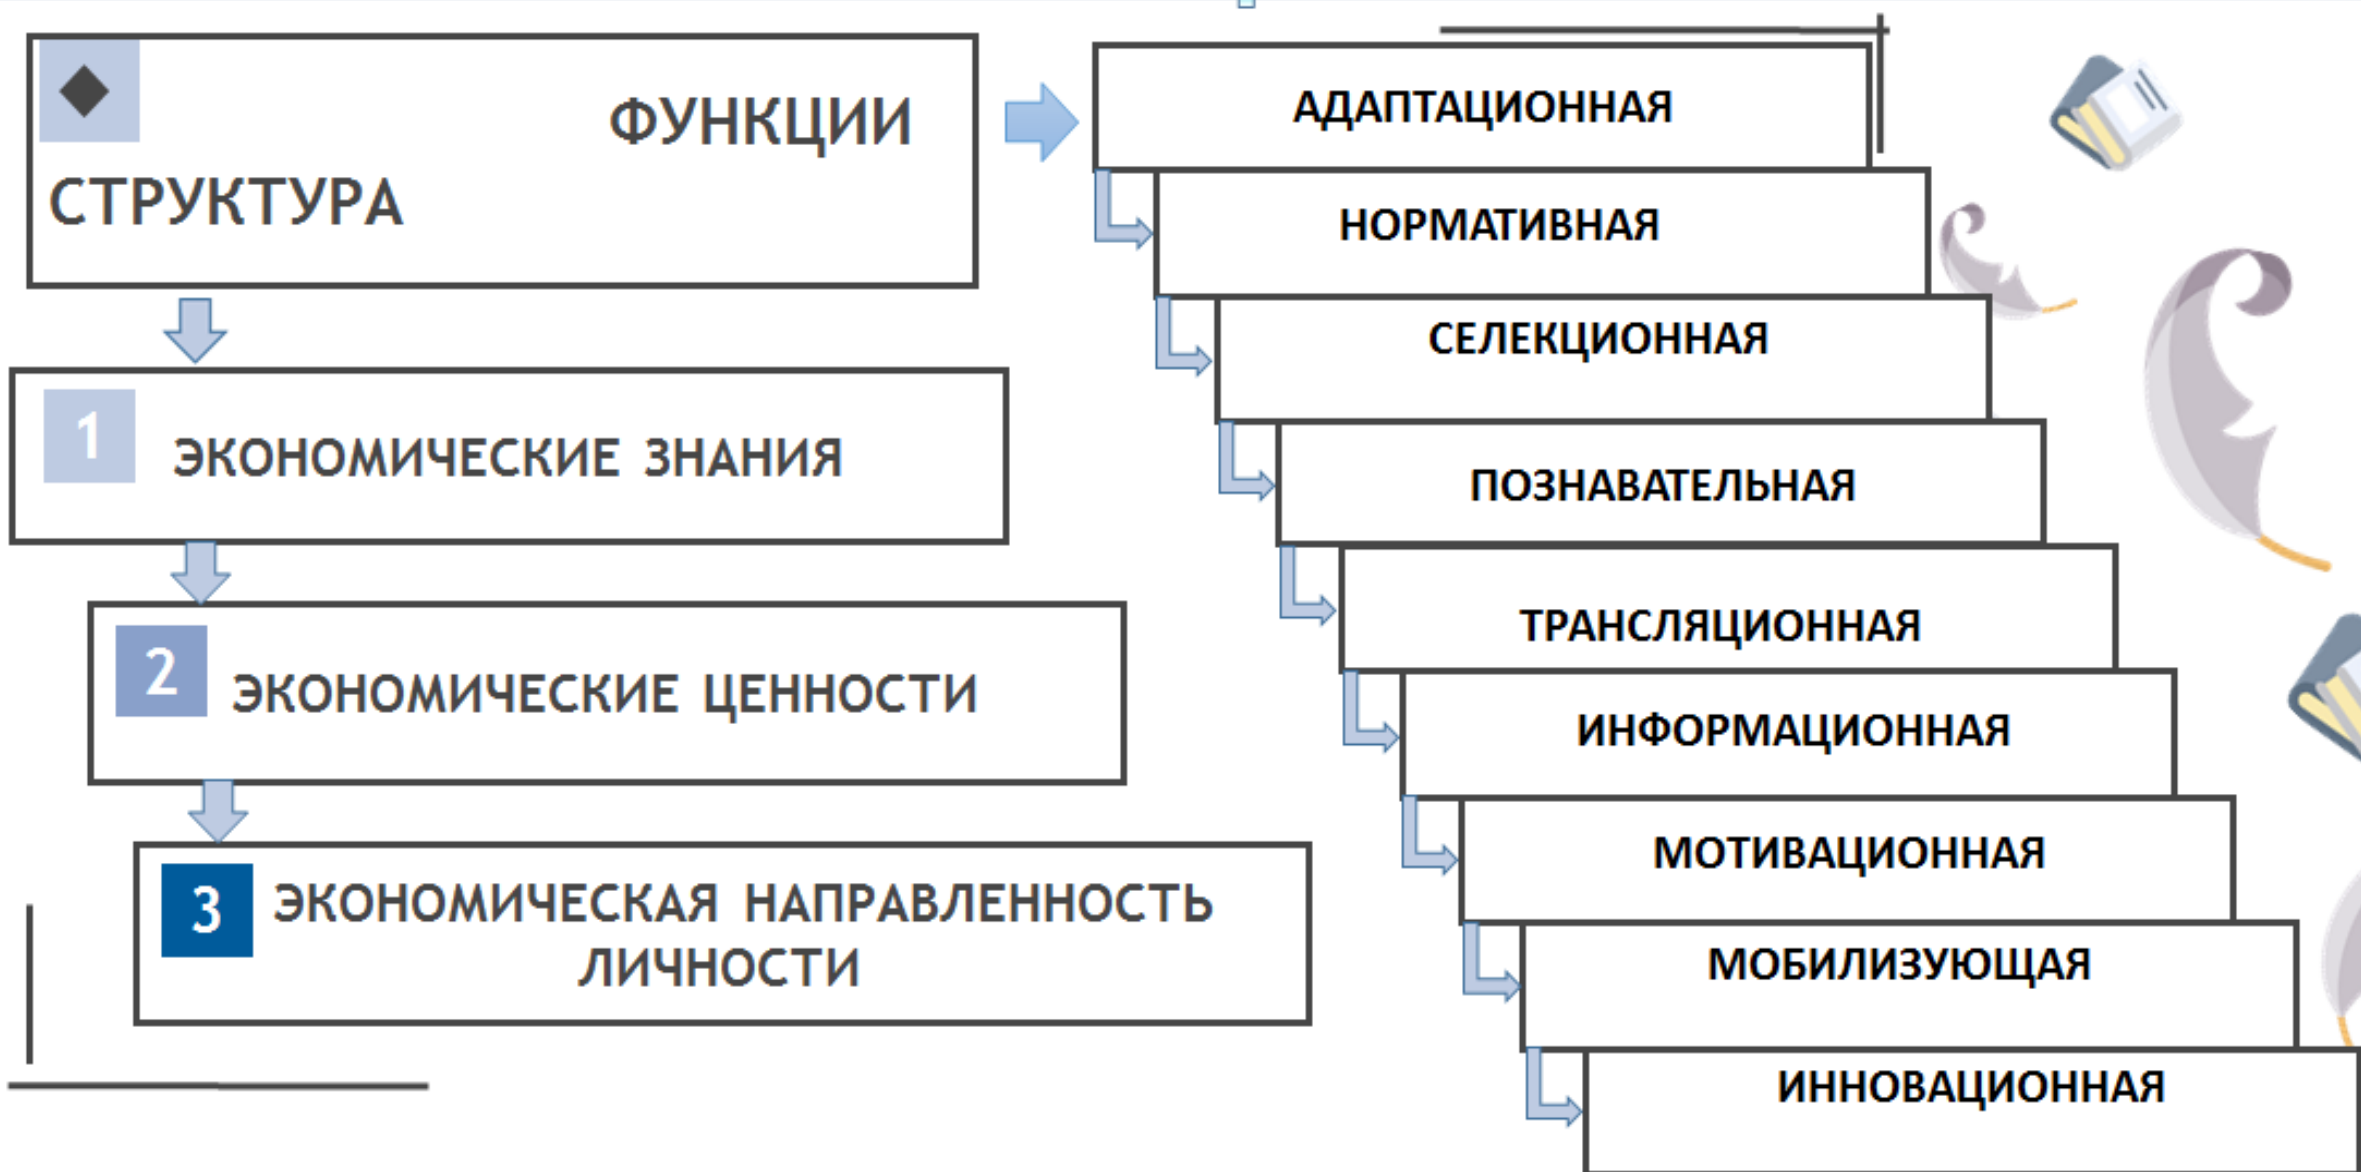 ФУНКЦИИ
СТРУКТУРА
1
ЭКОНОМИЧЕСКИЕ ЗНАНИЯ
2
ЭКОНОМИЧЕСКИЕ ЦЕННОСТИ
3
ЭКОНОМИЧЕСКАЯ НАПРАВЛЕННОСТЬ
ЛИЧНОСТИ
АДАПТАЦИОННАЯ
НОРМАТИВНАЯ
СЕЛЕКЦИОННАЯ
ПОЗНАВАТЕЛЬНАЯ
ТРАНСЛЯЦИОННАЯ
ИНФОРМАЦИОННАЯ
МОТИВАЦИОННАЯ
МОБИЛИЗУЮЩАЯ
ИННОВАЦИОННАЯ